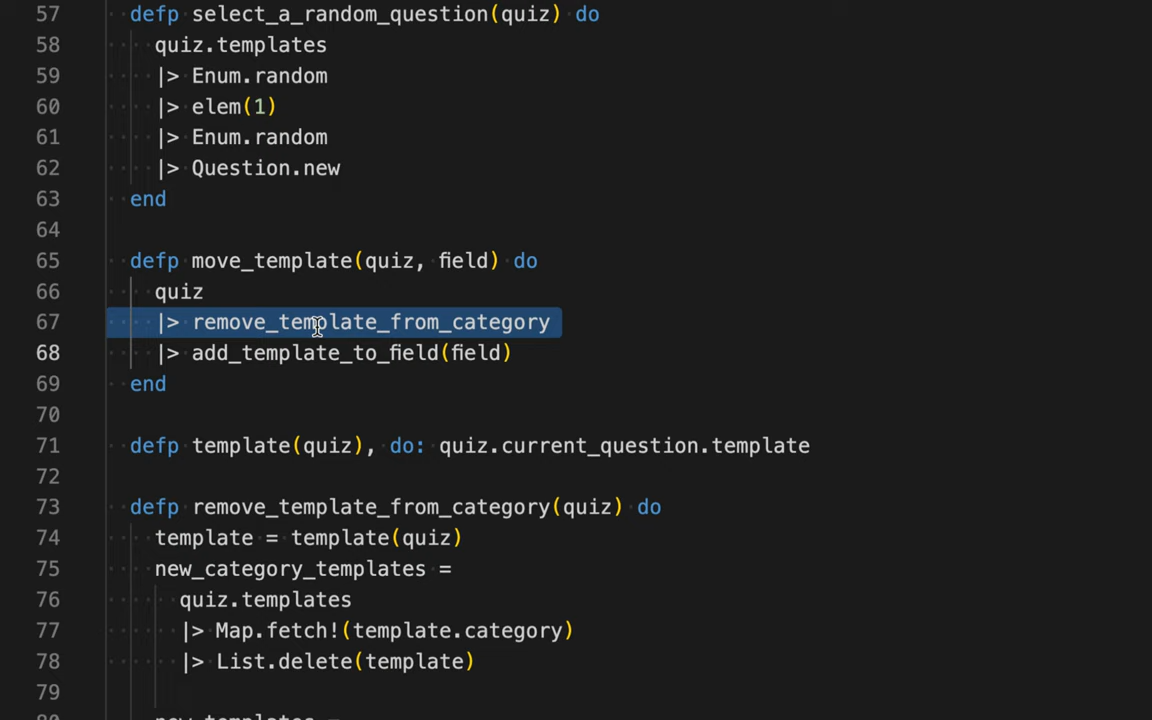 57 defp select_a_random_question(quiz) do
58 quiz.templates
59 |> Enum.random
60 |> elem(1)
61 |> Enum.random
62 |> Question.new
63 end
64
65 defp move_template(quiz, field) do
66 quiz
67 |> remove_template_from_category
68 |> add_template_to_field(field)
69 end
70
71 defp template(quiz), do: quiz.current_question.template
72
73 defp remove_template_from_category(quiz) do
74 template = template(quiz)
75 new_category_templates =
76 quiz.templates
77 |> Map.fetch!(template.category)
78 |> List.delete(template)
79
80 new_templates =